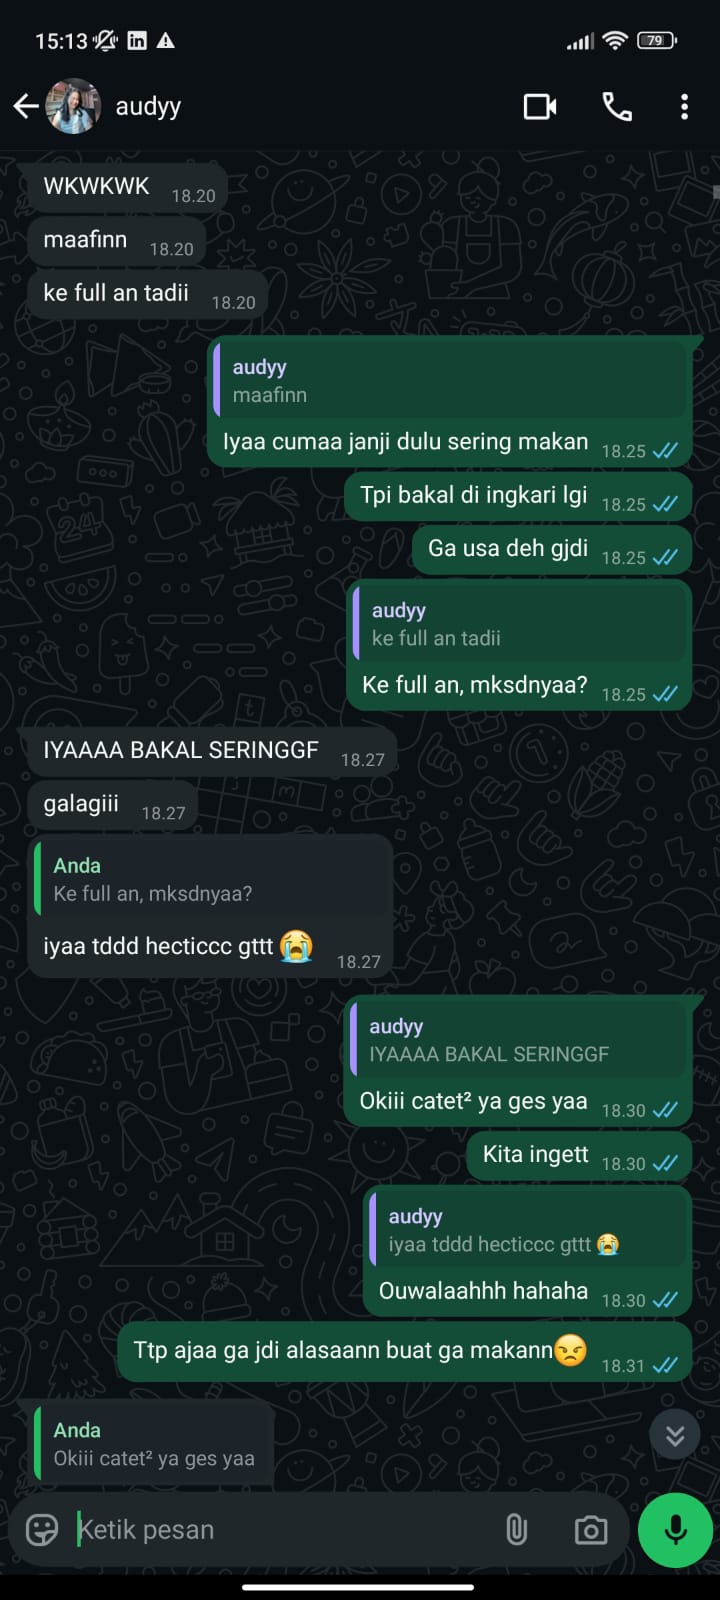 15:13
79
audyy
WKWKWK 18.20
maafinn 18.20
ke full an tadii 18.20
audyy
maafinn
Iyaa cumaa janji dulu sering makan 18.25
Tpi bakal di ingkari lgi 18.25
Ga usa deh gjdi 18.25
audyy
ke full an tadii
Ke full an, mksdnyaa? 18.25
IYAAAA BAKAL SERINGGF 18.27
galagiii 18.27
Anda
Ke full an, mksdnyaa?
iyaa tddd hecticcc gttt 😭 18.27
audyy
IYAAAA BAKAL SERINGGF
Okiii catet² ya ges yaa 18.30
Kita ingett 18.30
audyy
iyaa tddd hecticcc gttt 😭
Ouwalaahhh hahaha 18.30
Ttp ajaa ga jdi alasaann buat ga makann😠 18.31
Anda
Okiii catet² ya ges yaa
Ketik pesan